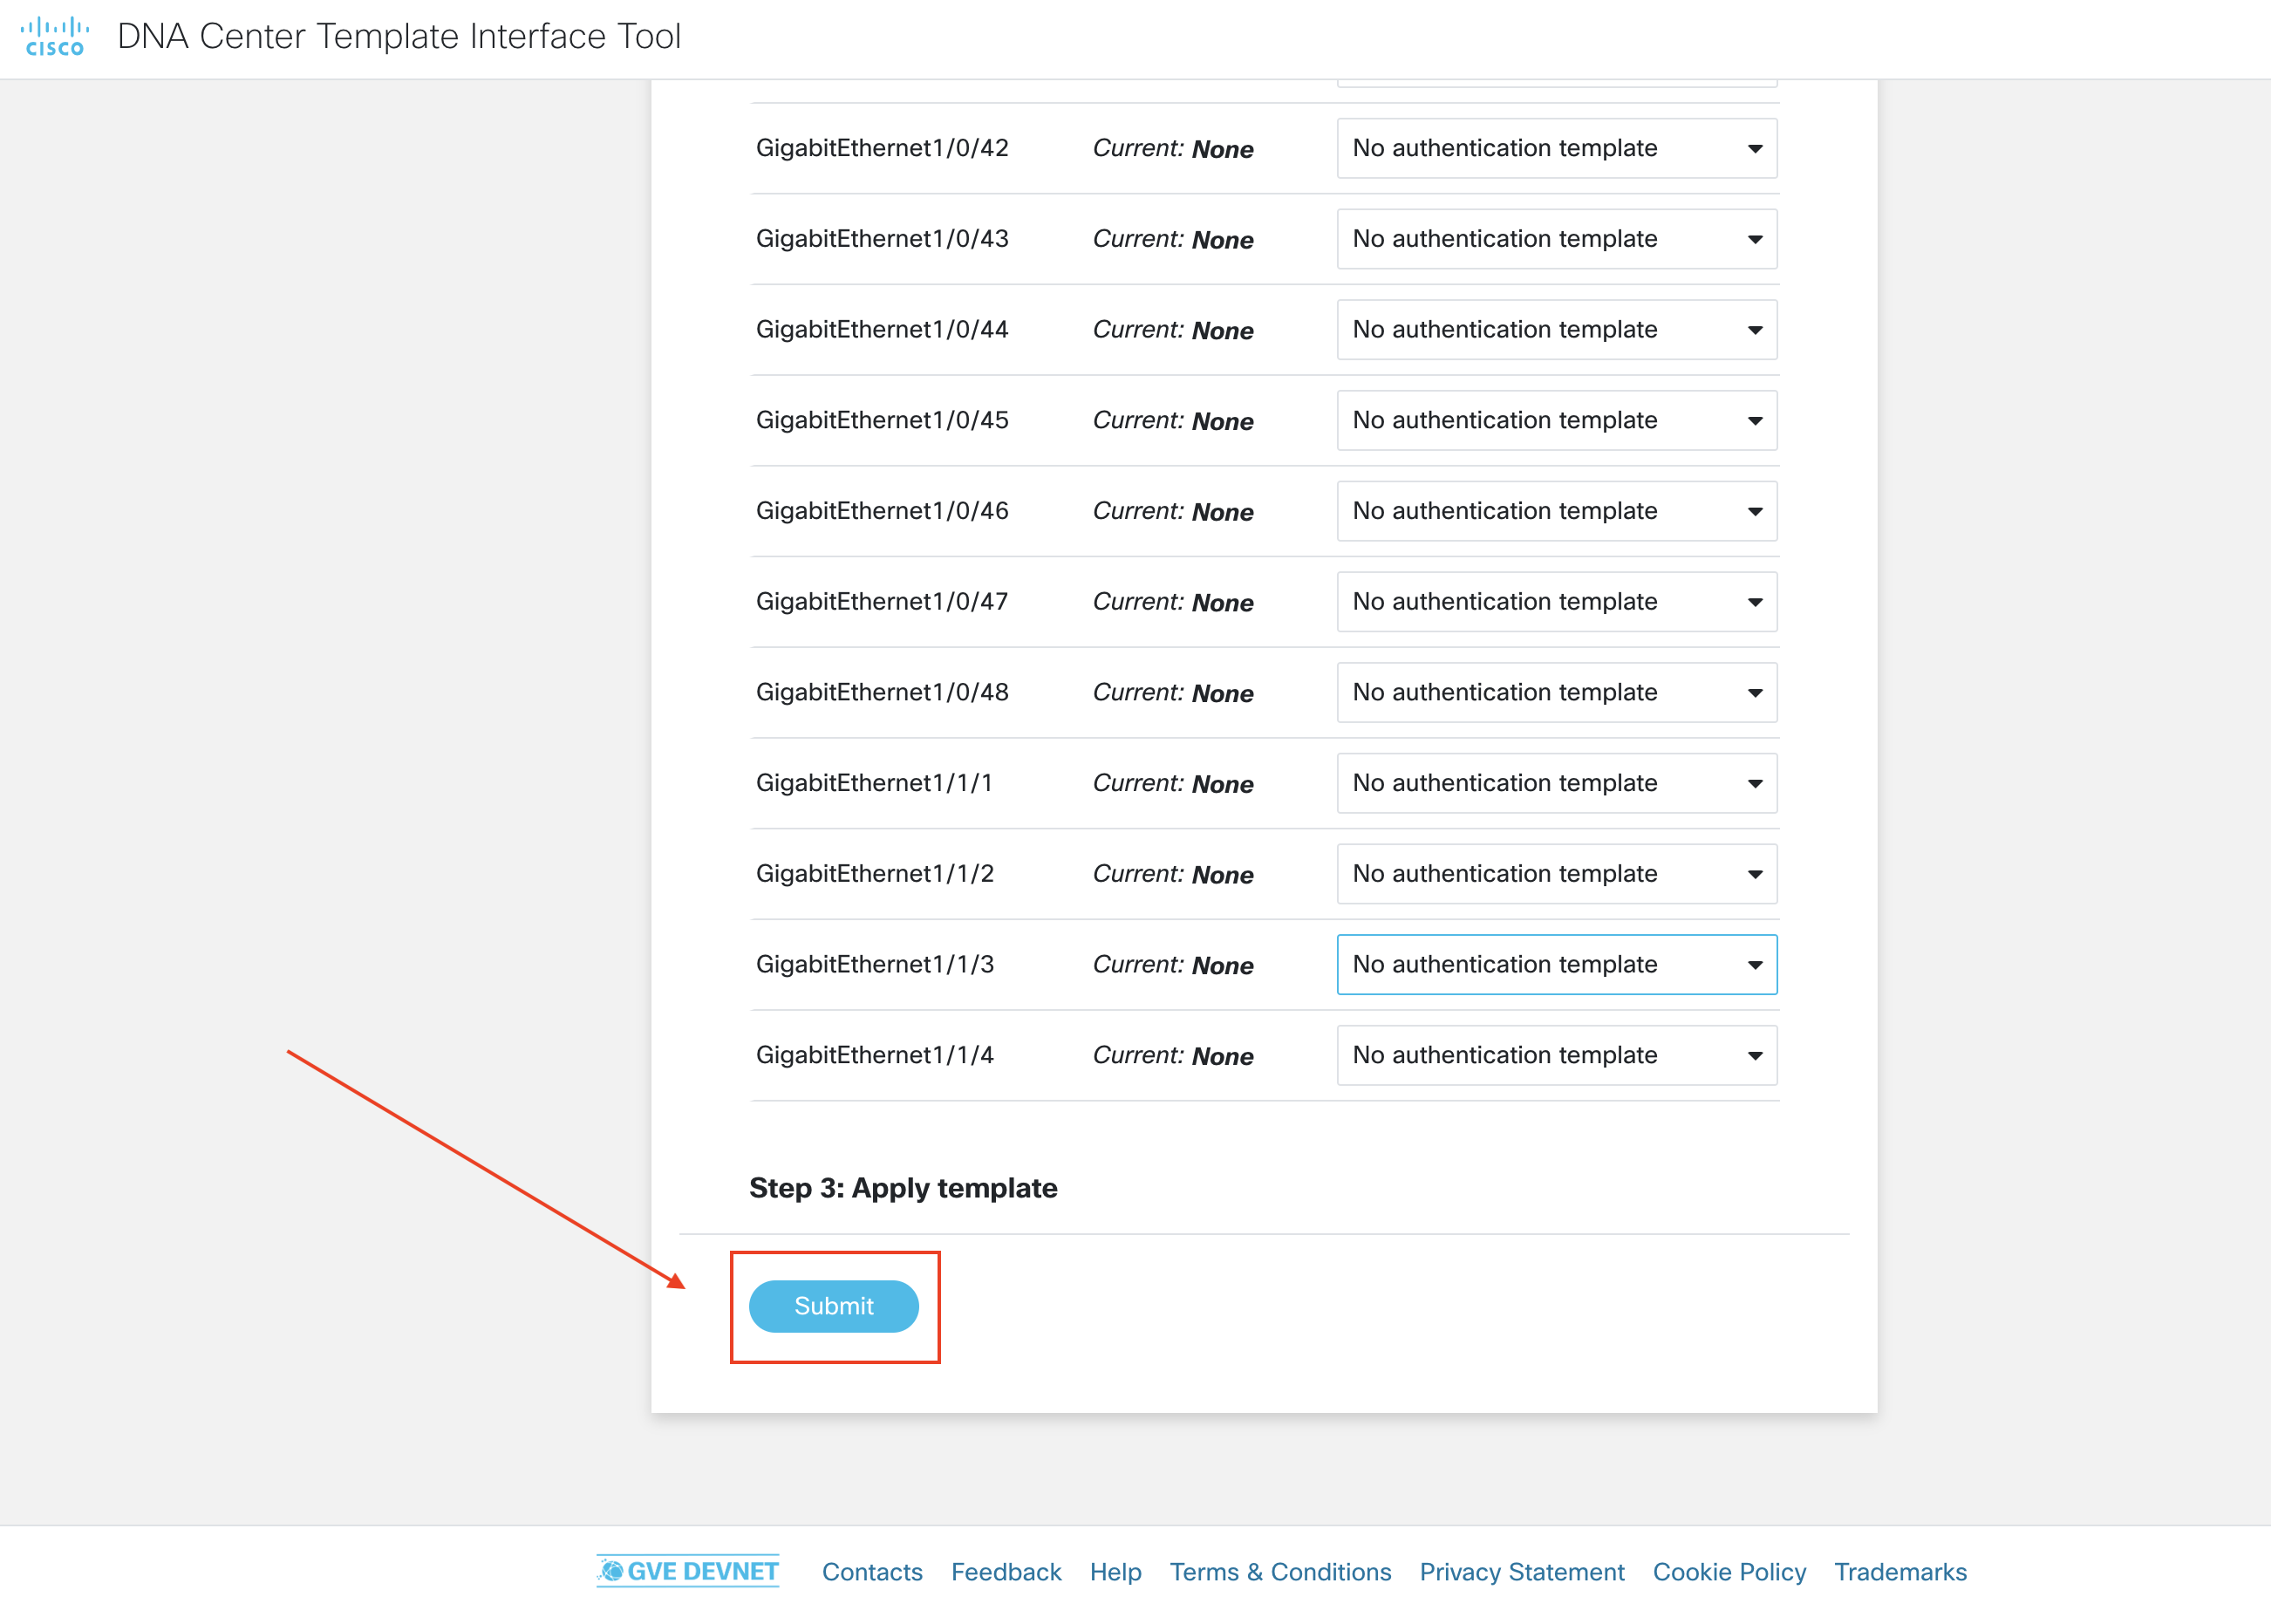 CISCO DNA Center Template Interface Tool
GigabitEthernet1/0/42 Current: None No authentication template
GigabitEthernet1/0/43 Current: None No authentication template
GigabitEthernet1/0/44 Current: None No authentication template
GigabitEthernet1/0/45 Current: None No authentication template
GigabitEthernet1/0/46 Current: None No authentication template
GigabitEthernet1/0/47 Current: None No authentication template
GigabitEthernet1/0/48 Current: None No authentication template
GigabitEthernet1/1/1 Current: None No authentication template
GigabitEthernet1/1/2 Current: None No authentication template
GigabitEthernet1/1/3 Current: None No authentication template
GigabitEthernet1/1/4 Current: None No authentication template
Step 3: Apply template
Submit
GVE DEVNET Contacts Feedback Help Terms & Conditions Privacy Statement Cookie Policy Trademarks